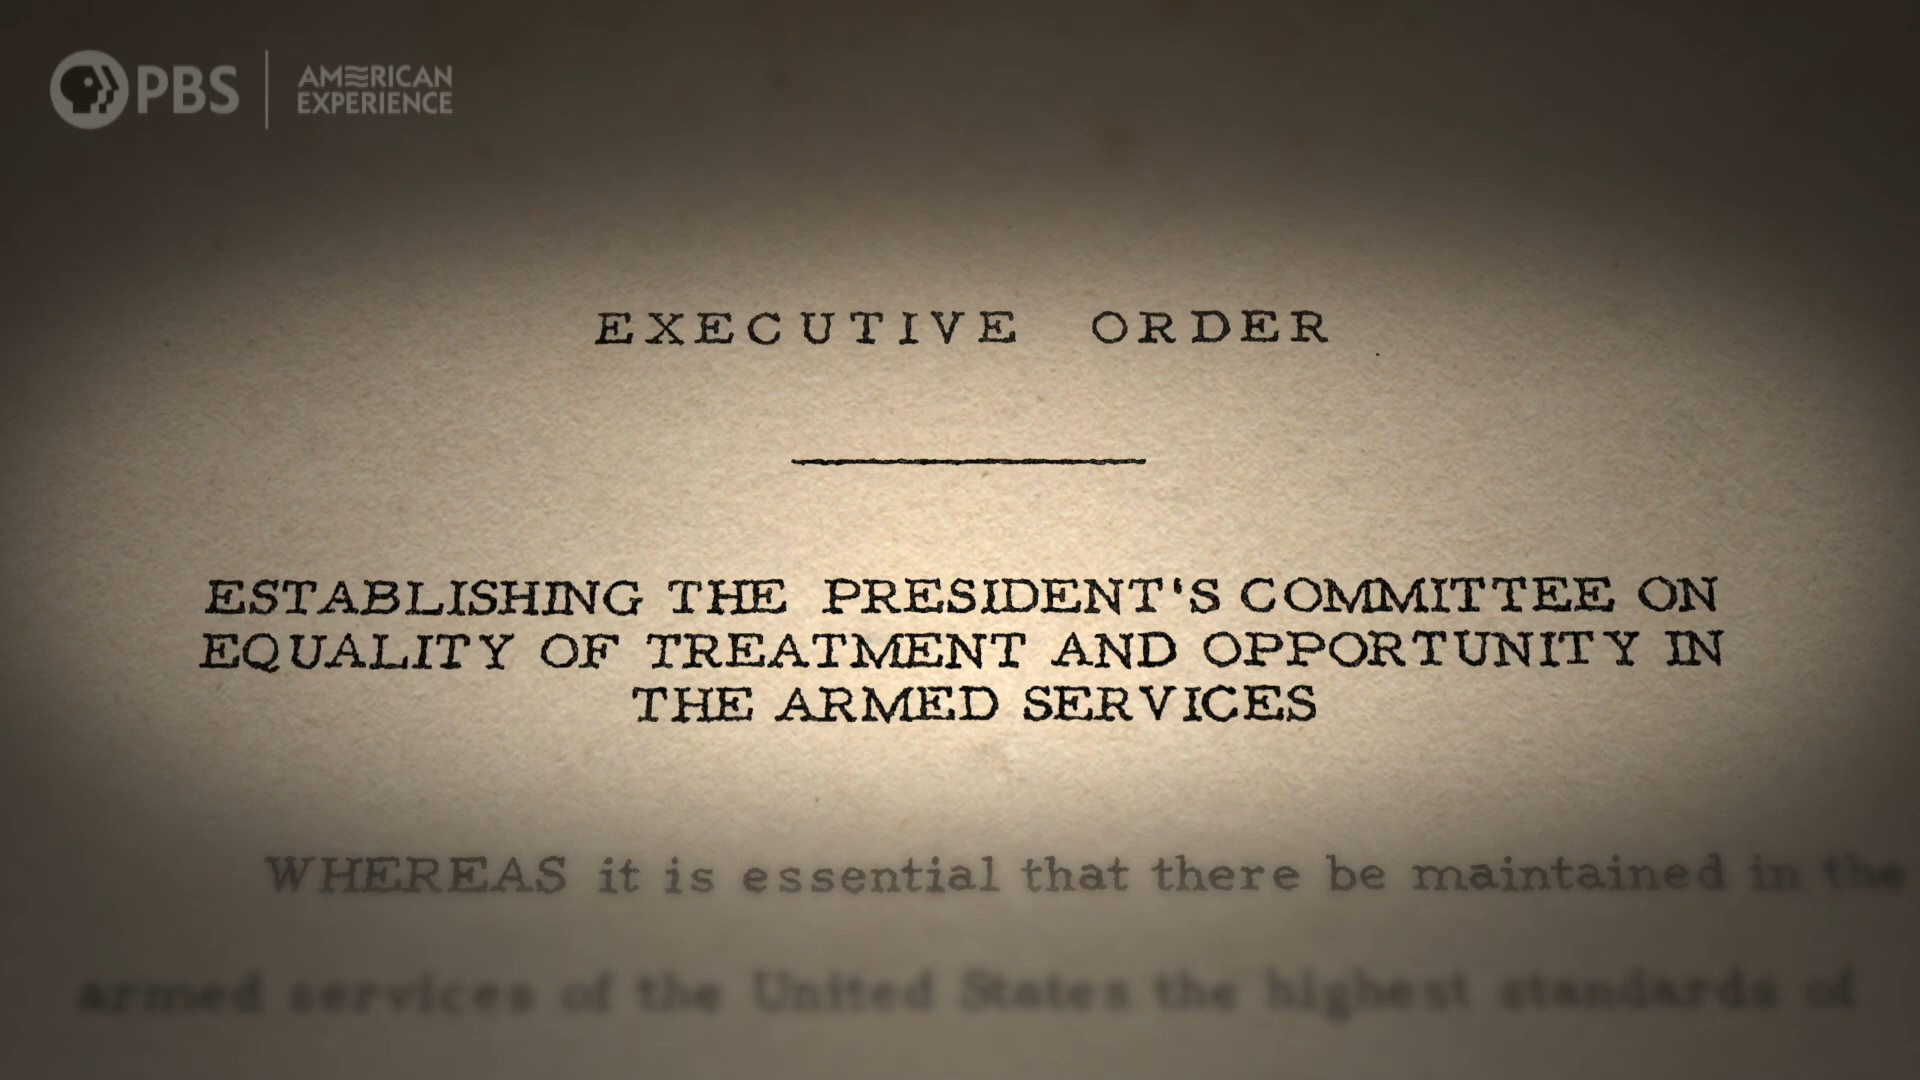 PBS
AMERICAN
EXPERIENCE
EXECUTIVE ORDER
ESTABLISHING THE PRESIDENT'S COMMITTEE ON
EQUALITY OF TREATMENT AND OPPORTUNITY IN
THE ARMED SERVICES
WHEREAS it is essential that there be maintained in the
armed services of the United States the highest standards of